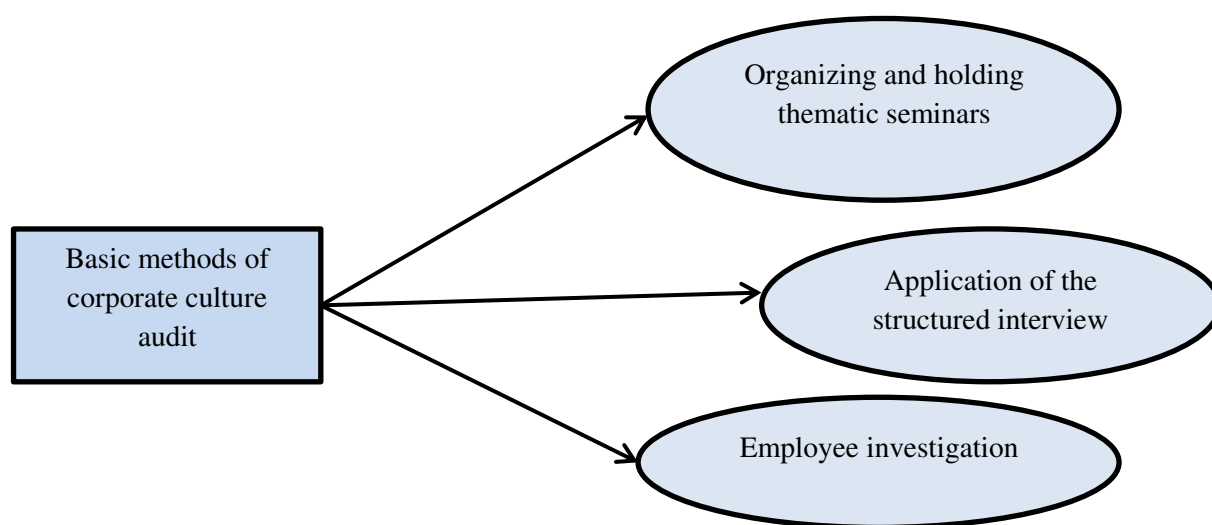 Organizing and holding
thematic seminars
Basic methods of
corporate culture
audit
Application of the
structured interview
Employee investigation